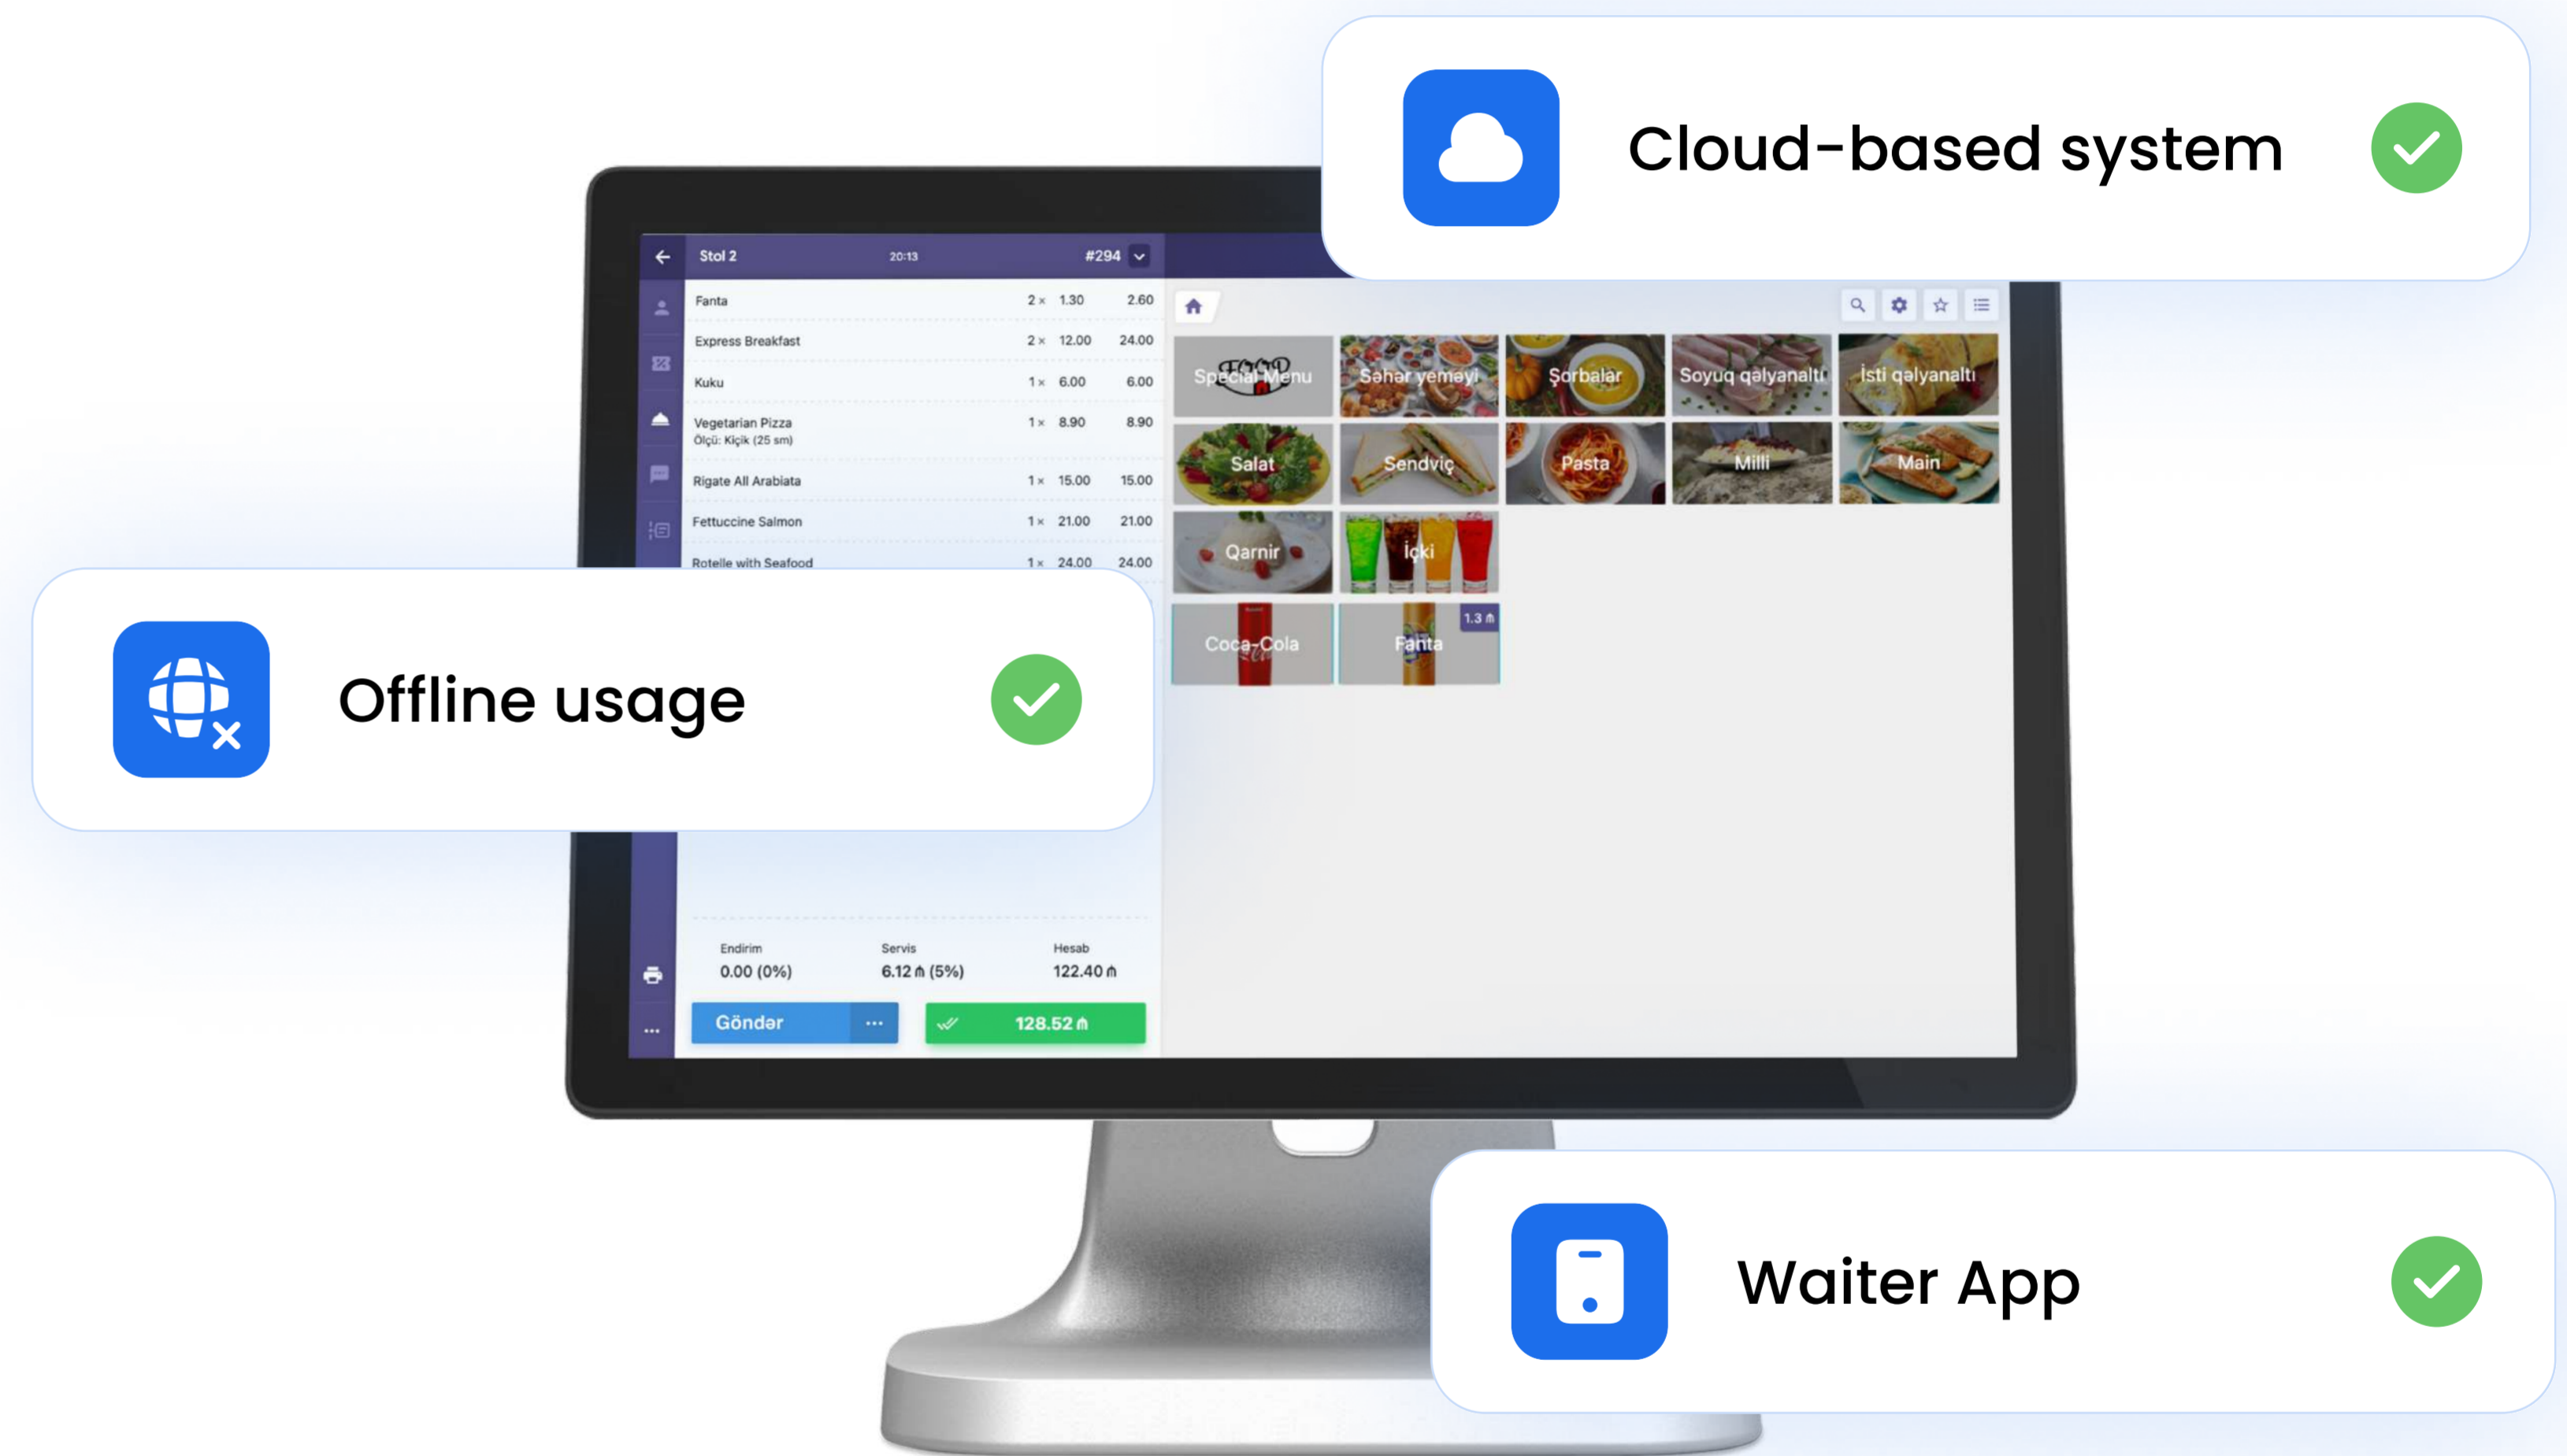 Cloud-based system
Stol 2 20:13 #294
Fanta 2 × 1.30 2.60
Express Breakfast 2 × 12.00 24.00
Kuku 1 × 6.00 6.00
Vegetarian Pizza 1 × 8.90 8.90
Ölçü: Kiçik (25 sm)
Rigate All Arabiata 1 × 15.00 15.00
Fettuccine Salmon 1 × 21.00 21.00
Rotelle with Seafood 1 × 24.00 24.00
Special Menu Səhər yeməyi Şorbalar Soyuq qəlyanaltı İsti qəlyanaltı
Salat Sendviç Pasta Milli Main
Qarnir İçki
1.3 ₼
Coca-Cola Fanta
Offline usage
Endirim Servis Hesab
0.00 (0%) 6.12 ₼ (5%) 122.40 ₼
Göndər 128.52 ₼
Waiter App